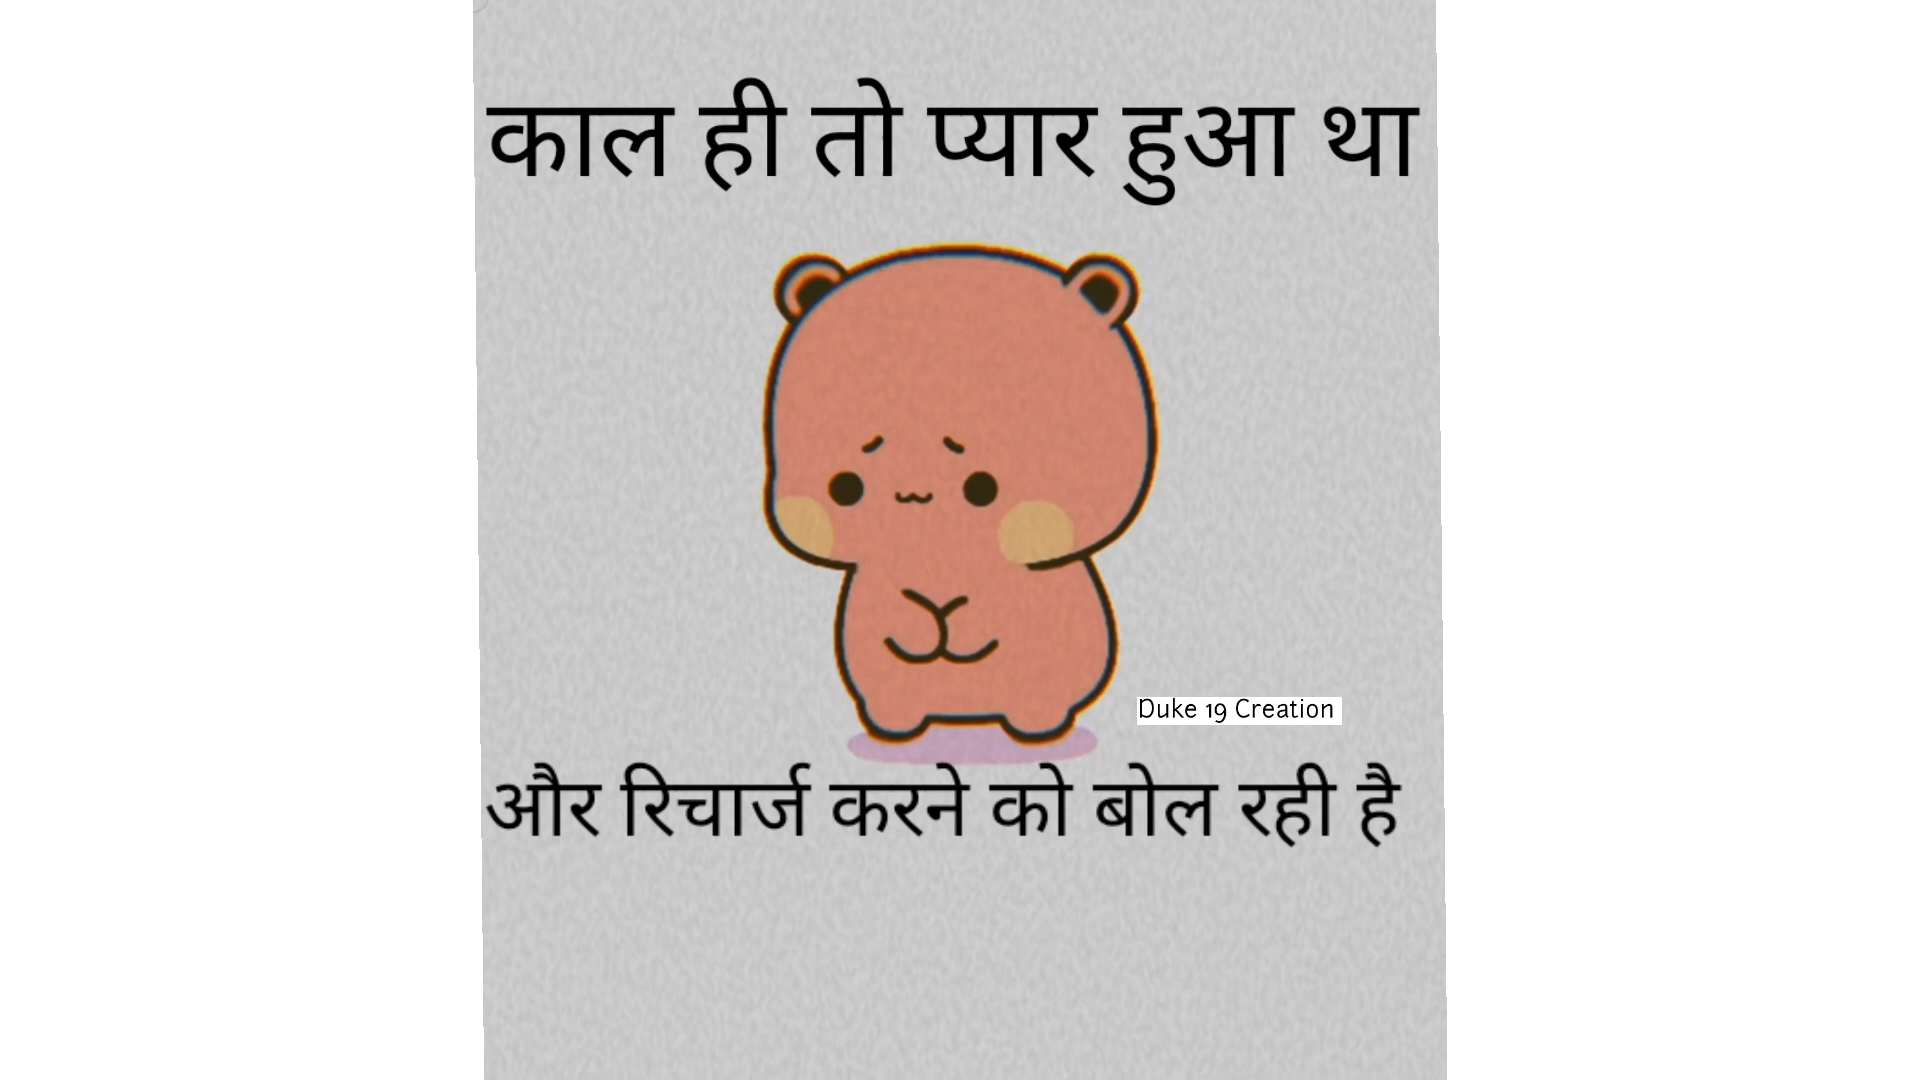 काल ही तो प्यार हुआ था
Duke 19 Creation
और रिचार्ज करने को बोल रही है